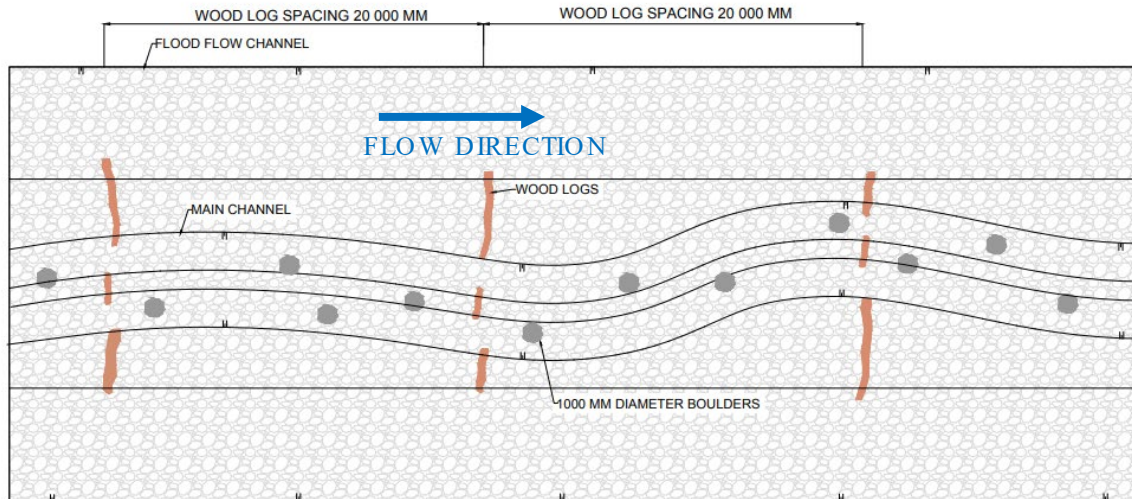 WOOD LOG SPACING 20 000 MM
WOOD LOG SPACING 20 000 MM
FLOOD FLOW CHANNEL
FLOW DIRECTION
WOOD LOGS
MAIN CHANNEL
1000 MM DIAMETER BOULDERS